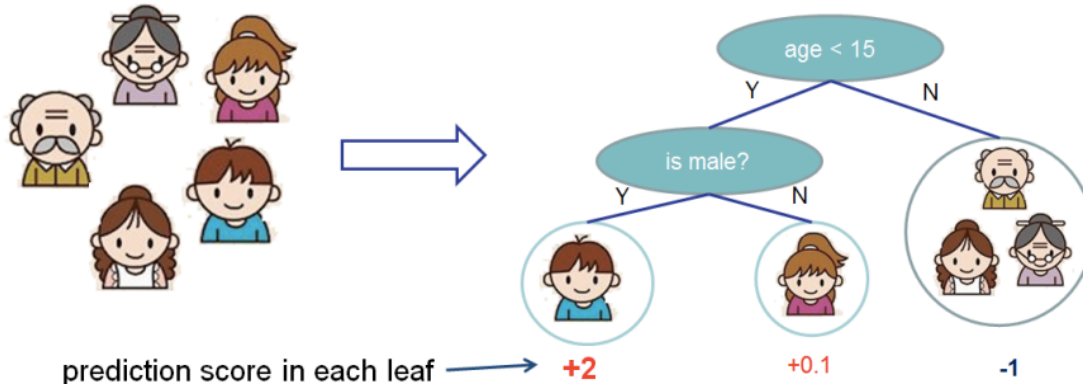 age < 15
Y
N
is male?
Y
N
prediction score in each leaf
+2
+0.1
-1